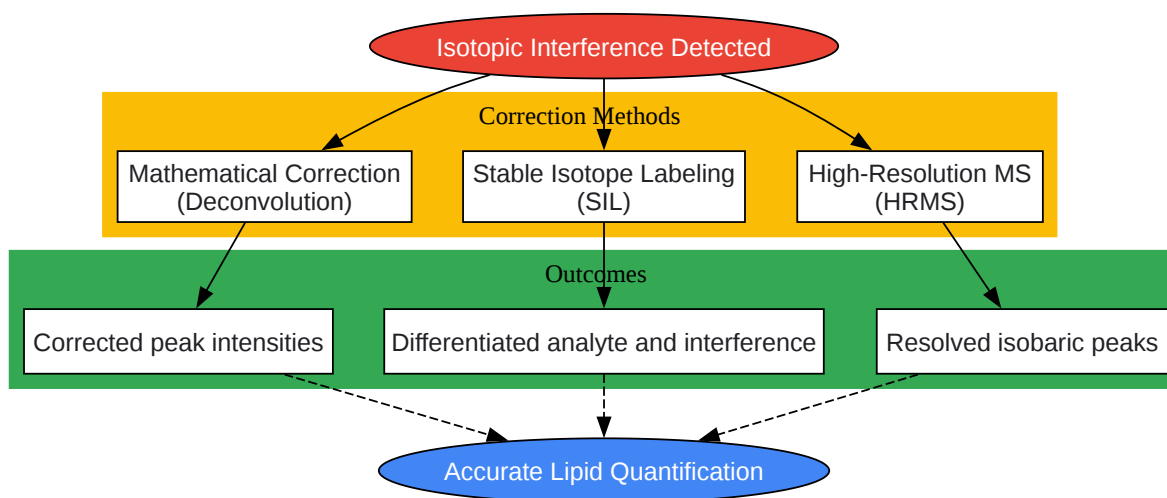 Isotopic Interference Detected
Correction Methods
Mathematical Correction
(Deconvolution)
Stable Isotope Labeling
(SIL)
High-Resolution MS
(HRMS)
Outcomes
Corrected peak intensities
Differentiated analyte and interference
Resolved isobaric peaks
Accurate Lipid Quantification